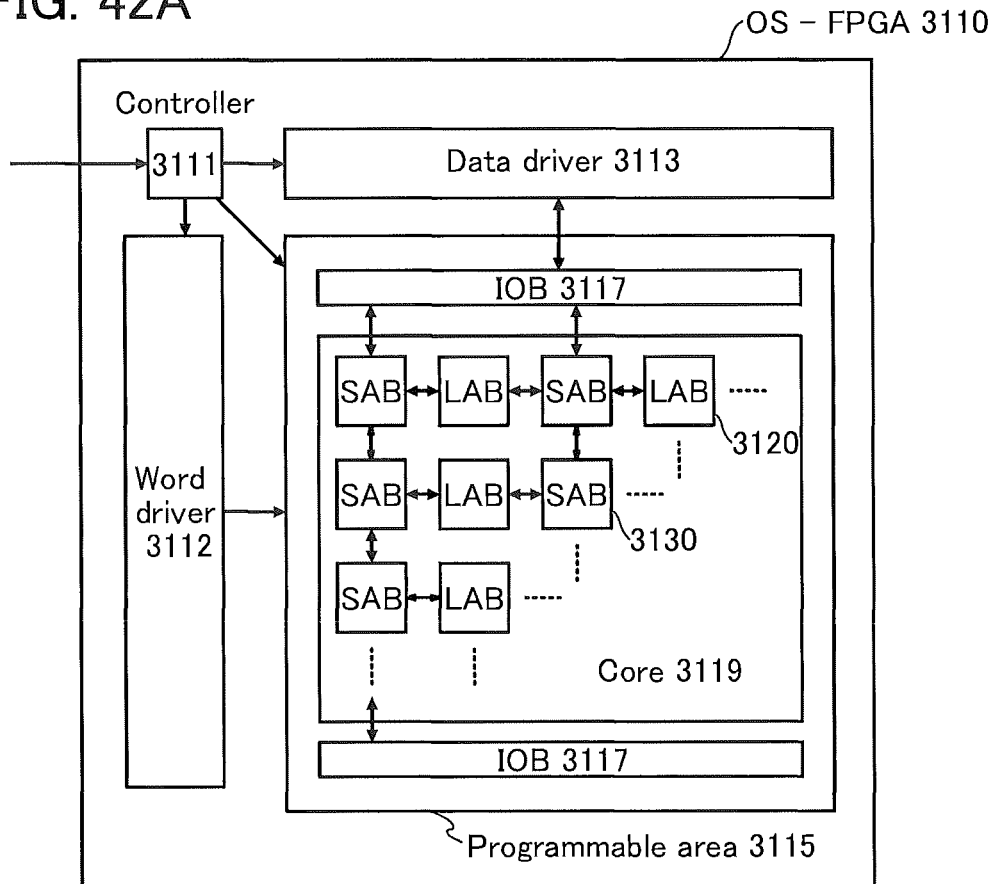 FIG. 42A
OS - FPGA 3110
Controller
3111
Data driver 3113
IOB 3117
SAB LAB SAB LAB
3120
SAB LAB SAB
3130
Word
driver
3112
SAB LAB
Core 3119
IOB 3117
Programmable area 3115